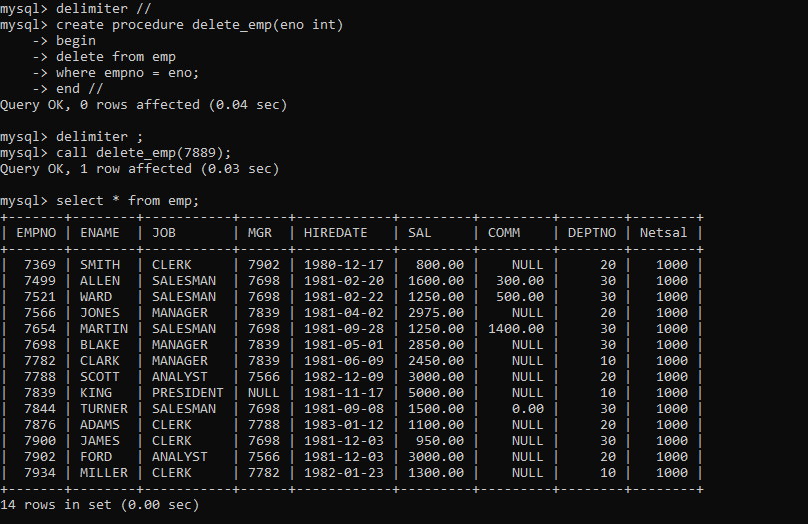 mysql> delimiter //
mysql> create procedure delete_emp(eno int)
    -> begin
    -> delete from emp
    -> where empno = eno;
    -> end //
Query OK, 0 rows affected (0.04 sec)

mysql> delimiter ;
mysql> call delete_emp(7889);
Query OK, 1 row affected (0.03 sec)

mysql> select * from emp;
+-------+--------+-----------+------+------------+---------+---------+--------+--------+
| EMPNO | ENAME  | JOB       | MGR  | HIREDATE   | SAL     | COMM    | DEPTNO | Netsal |
+-------+--------+-----------+------+------------+---------+---------+--------+--------+
|  7369 | SMITH  | CLERK     | 7902 | 1980-12-17 |  800.00 |    NULL |     20 |   1000 |
|  7499 | ALLEN  | SALESMAN  | 7698 | 1981-02-20 | 1600.00 |  300.00 |     30 |   1000 |
|  7521 | WARD   | SALESMAN  | 7698 | 1981-02-22 | 1250.00 |  500.00 |     30 |   1000 |
|  7566 | JONES  | MANAGER   | 7839 | 1981-04-02 | 2975.00 |    NULL |     20 |   1000 |
|  7654 | MARTIN | SALESMAN  | 7698 | 1981-09-28 | 1250.00 | 1400.00 |     30 |   1000 |
|  7698 | BLAKE  | MANAGER   | 7839 | 1981-05-01 | 2850.00 |    NULL |     30 |   1000 |
|  7782 | CLARK  | MANAGER   | 7839 | 1981-06-09 | 2450.00 |    NULL |     10 |   1000 |
|  7788 | SCOTT  | ANALYST   | 7566 | 1982-12-09 | 3000.00 |    NULL |     20 |   1000 |
|  7839 | KING   | PRESIDENT | NULL | 1981-11-17 | 5000.00 |    NULL |     10 |   1000 |
|  7844 | TURNER | SALESMAN  | 7698 | 1981-09-08 | 1500.00 |    0.00 |     30 |   1000 |
|  7876 | ADAMS  | CLERK     | 7788 | 1983-01-12 | 1100.00 |    NULL |     20 |   1000 |
|  7900 | JAMES  | CLERK     | 7698 | 1981-12-03 |  950.00 |    NULL |     30 |   1000 |
|  7902 | FORD   | ANALYST   | 7566 | 1981-12-03 | 3000.00 |    NULL |     20 |   1000 |
|  7934 | MILLER | CLERK     | 7782 | 1982-01-23 | 1300.00 |    NULL |     10 |   1000 |
+-------+--------+-----------+------+------------+---------+---------+--------+--------+
14 rows in set (0.00 sec)